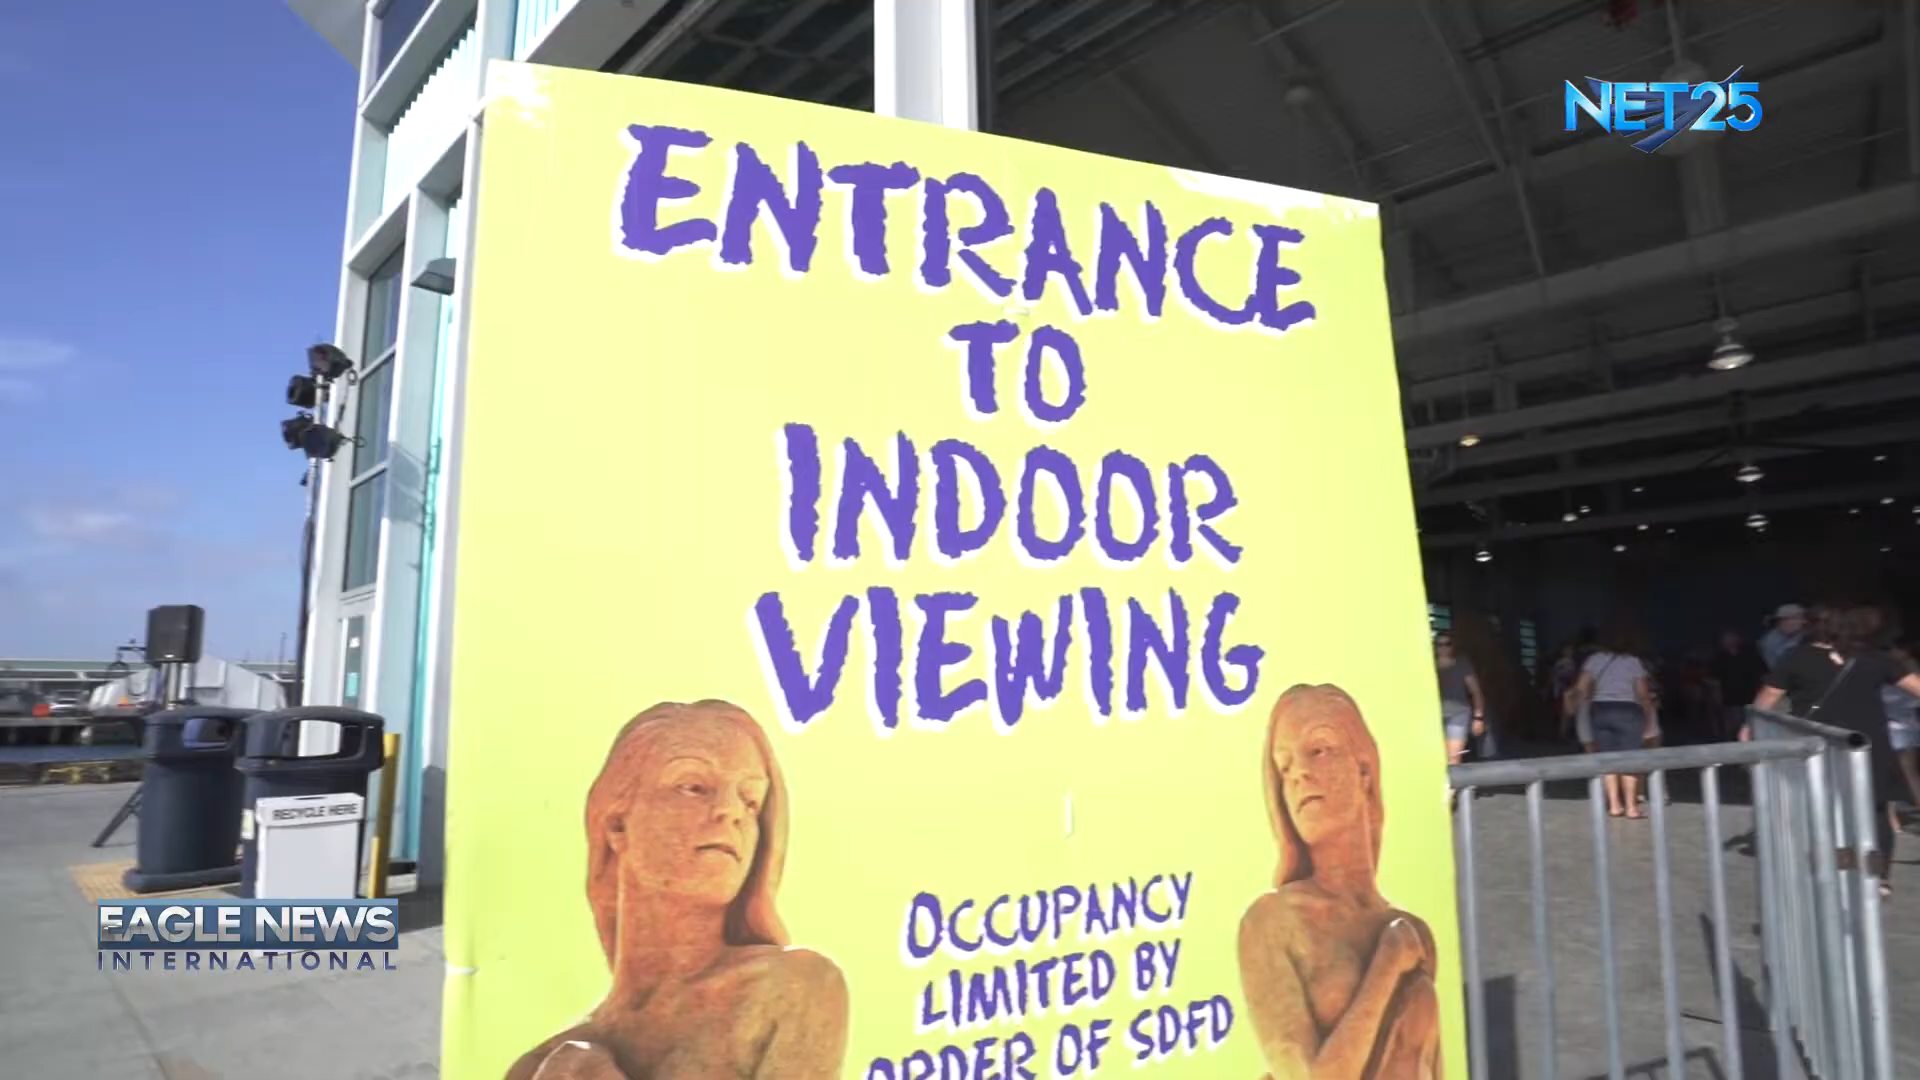 NET25
ENTRANCE
TO
INDOOR
VIEWING
OCCUPANCY
LIMITED BY
ORDER OF SDFD
RECYCLE HERE
EAGLE NEWS
INTERNATIONAL